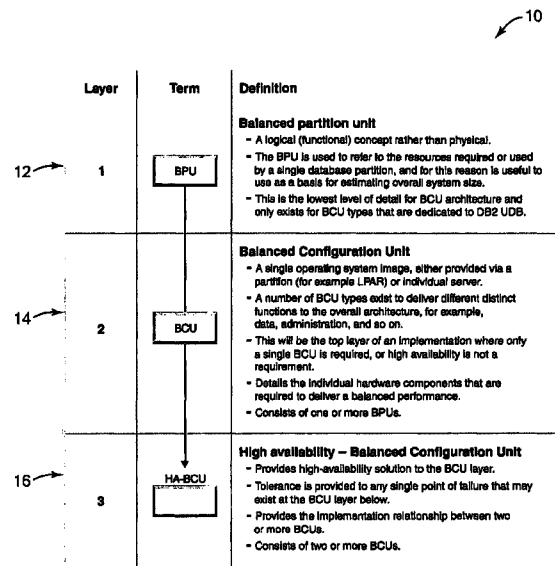 10
Layer Term Definition
12
1
BPU
Balanced partition unit
- A logical (functional) concept rather than physical.
- The BPU is used to refer to the resources required or used
by a single database partition, and for this reason is useful to
use as a basis for estimating overall system size.
- This is the lowest level of detail for BCU architecture and
only exists for BCU types that are dedicated to DB2 UDB.
14
2
BCU
Balanced Configuration Unit
- A single operating system image, either provided via a
partition (for example LPAR) or individual server.
- A number of BCU types exist to deliver different distinct
functions to the overall architecture, for example,
data, administration, and so on.
- This will be the top layer of an implementation where only
a single BCU is required, or high availability is not a
requirement.
- Details the individual hardware components that are
required to deliver a balanced performance.
- Consists of one or more BPUs.
16
3
HA-BCU
High availability – Balanced Configuration Unit
- Provides high-availability solution to the BCU layer.
- Tolerance is provided to any single point of failure that may
exist at the BCU layer below.
- Provides the implementation relationship between two
or more BCUs.
- Consists of two or more BCUs.